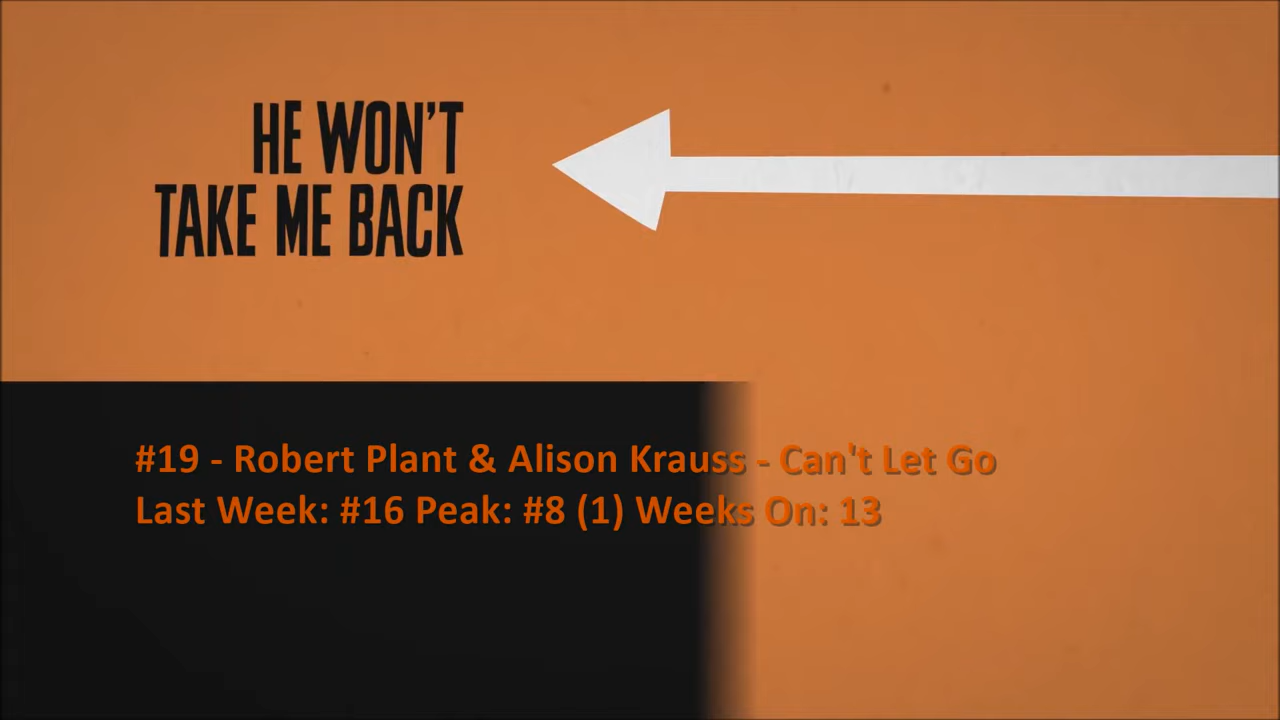 HE WON'T
TAKE ME BACK
#19 - Robert Plant & Alison Krauss - Can't Let Go
Last Week: #16 Peak: #8 (1) Weeks On: 13